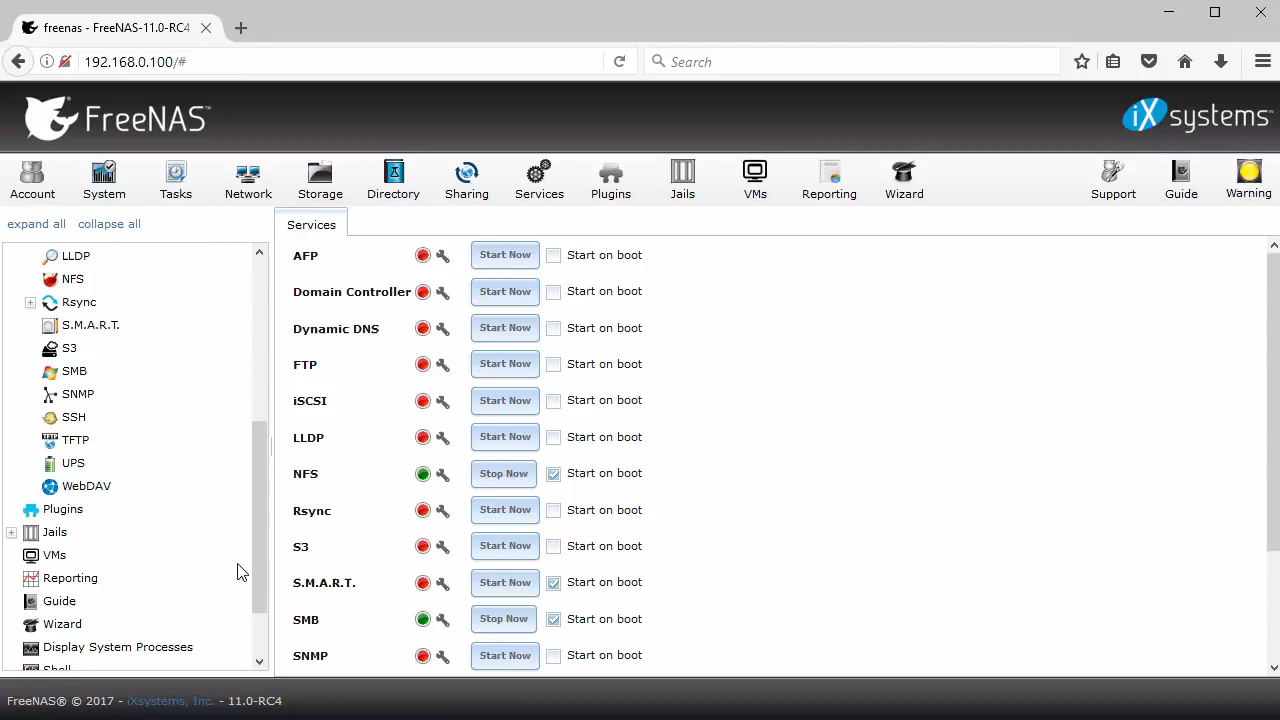 freenas - FreeNAS-11.0-RC4
192.168.0.100/#
Search
FreeNAS™
iXsystems™
Account
System
Tasks
Network
Storage
Directory
Sharing
Services
Plugins
Jails
VMs
Reporting
Wizard
Support
Guide
Warning
expand all
collapse all
LLDP
NFS
Rsync
S.M.A.R.T.
S3
SMB
SNMP
SSH
TFTP
UPS
WebDAV
Plugins
Jails
VMs
Reporting
Guide
Wizard
Display System Processes
Shell
Services
AFP Start Now Start on boot
Domain Controller Start Now Start on boot
Dynamic DNS Start Now Start on boot
FTP Start Now Start on boot
iSCSI Start Now Start on boot
LLDP Start Now Start on boot
NFS Stop Now Start on boot
Rsync Start Now Start on boot
S3 Start Now Start on boot
S.M.A.R.T. Start Now Start on boot
SMB Stop Now Start on boot
SNMP Start Now Start on boot
FreeNAS® © 2017 - iXsystems, Inc. - 11.0-RC4